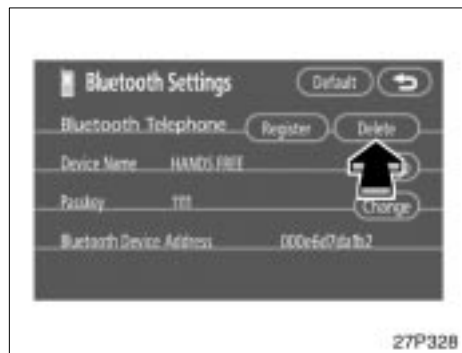 Bluetooth Settings Default
Bluetooth Telephone Register Delete
Device Name HANDS FREE
Passkey 1111 Change
Bluetooth Device Address 000e6d7da1b2
27P328